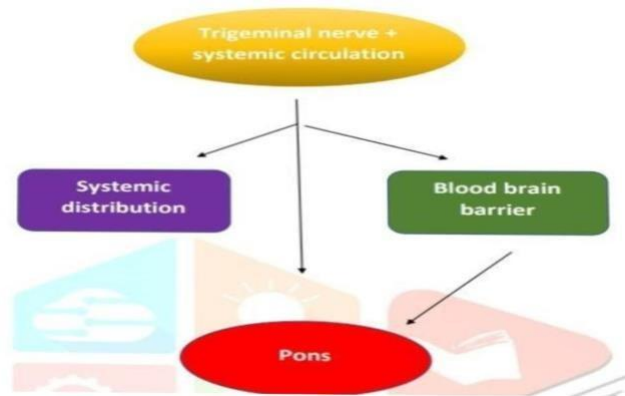 Trigeminal nerve +
systemic circulation
Systemic
distribution
Blood brain
barrier
Pons